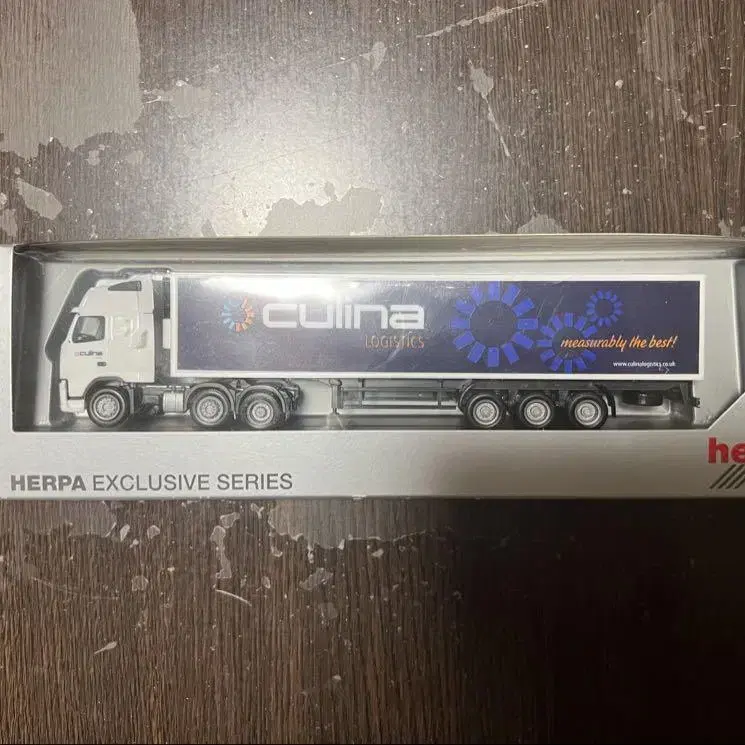 culina
LOGISTICS
measurably the best!
www.culinalogistics.co.uk
culina
HERPA EXCLUSIVE SERIES
he